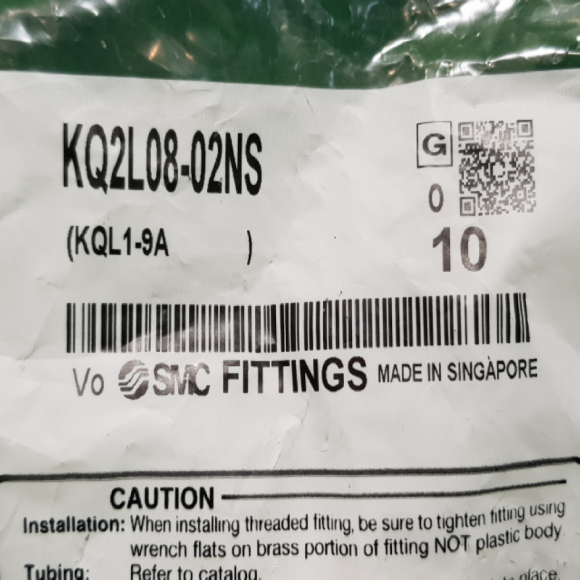 KQ2L08-02NS
G
0
(KQL1-9A )
10
Vo SMC FITTINGS MADE IN SINGAPORE
CAUTION
Installation: When installing threaded fitting, be sure to tighten fitting using
wrench flats on brass portion of fitting NOT plastic body.
Tubing: Refer to catalog.
place.